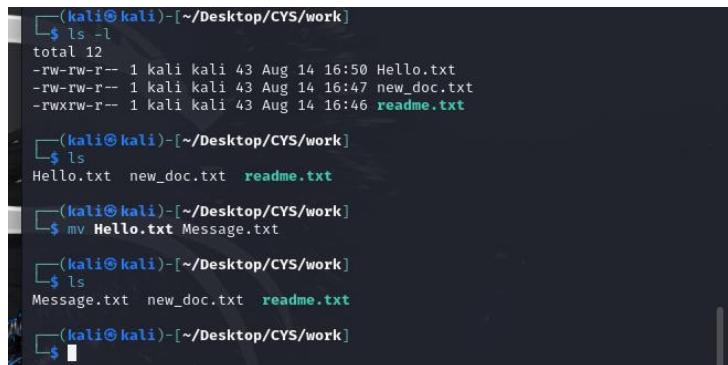 ┌──(kali㉿kali)-[~/Desktop/CYS/work]
└─$ ls -l
total 12
-rw-rw-r-- 1 kali kali 43 Aug 14 16:50 Hello.txt
-rw-rw-r-- 1 kali kali 43 Aug 14 16:47 new_doc.txt
-rwxrw-r-- 1 kali kali 43 Aug 14 16:46 readme.txt
┌──(kali㉿kali)-[~/Desktop/CYS/work]
└─$ ls
Hello.txt  new_doc.txt  readme.txt
┌──(kali㉿kali)-[~/Desktop/CYS/work]
└─$ mv Hello.txt Message.txt
┌──(kali㉿kali)-[~/Desktop/CYS/work]
└─$ ls
Message.txt  new_doc.txt  readme.txt
┌──(kali㉿kali)-[~/Desktop/CYS/work]
└─$